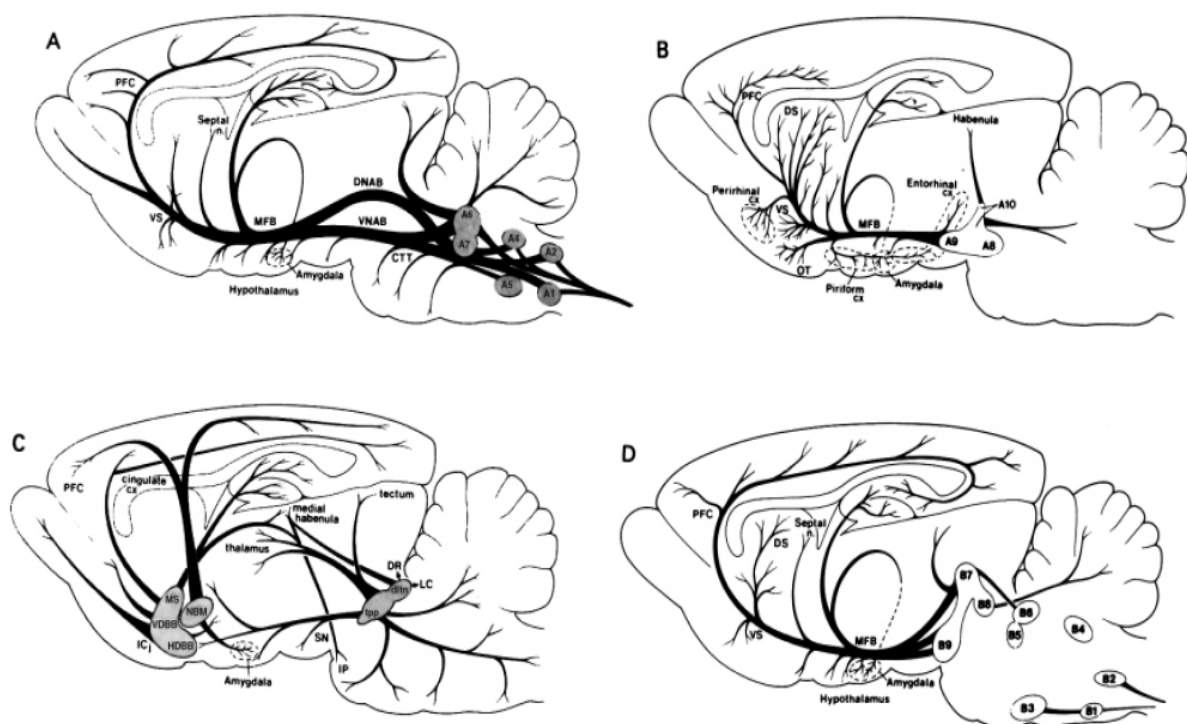 A
PFC
Septal
n.
DNAB
VS
MFB
VNAB
CTT
A6
A7
A4
A2
A5
A1
Amygdala
Hypothalamus
B
PFC
DS
Habenula
Perirhinal
cx
Entorhinal
cx
VS
MFB
A10
A9
A8
OT
Piriform
cx
Amygdala
C
PFC
cingulate
cx
medial
habenula
tectum
thalamus
DR
LC
dltn
tpp
MS
NBM
VDBB
HDBB
ICj
SN
IP
Amygdala
D
PFC
DS
Septal
n.
VS
MFB
B7
B8
B6
B5
B4
B9
B2
B3
B1
Hypothalamus
Amygdala